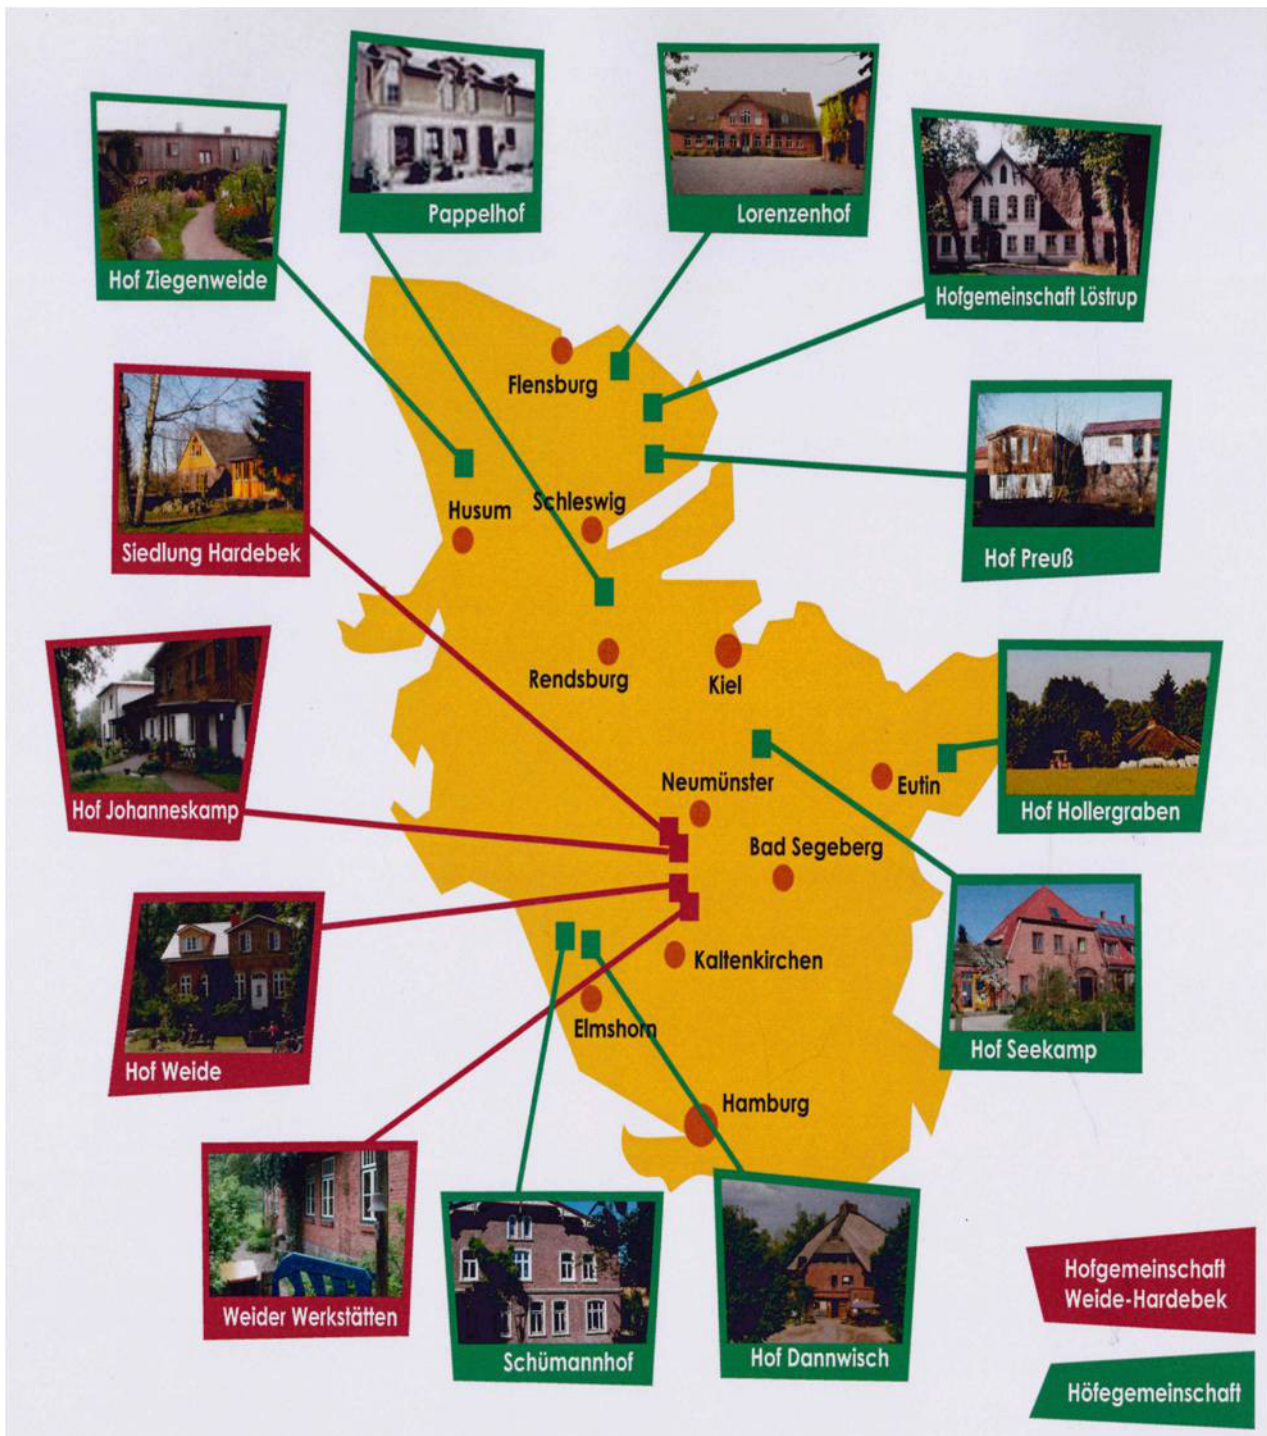 Pappelhof
Lorenzenhof
Hof Ziegenweide
Hofgemeinschaft Löstrup
Flensburg
Siedlung Hardebek
Husum
Schleswig
Hof Preuß
Rendsburg
Kiel
Hof Johanneskamp
Neumünster
Eutin
Hof Hollergraben
Bad Segeberg
Kaltenkirchen
Hof Weide
Elmshorn
Hof Seekamp
Hamburg
Weider Werkstätten
Schümannhof
Hof Dannwisch
Hofgemeinschaft
Weide-Hardebek
Höfegemeinschaft